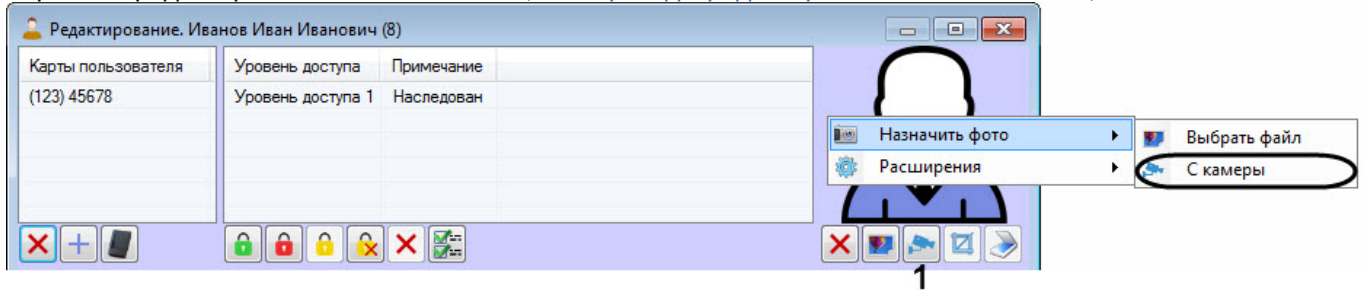 Редактирование. Иванов Иван Иванович (8)
Карты пользователя
Уровень доступа Примечание
(123) 45678
Уровень доступа 1 Наследован
Назначить фото
Выбрать файл
Расширения
С камеры
1